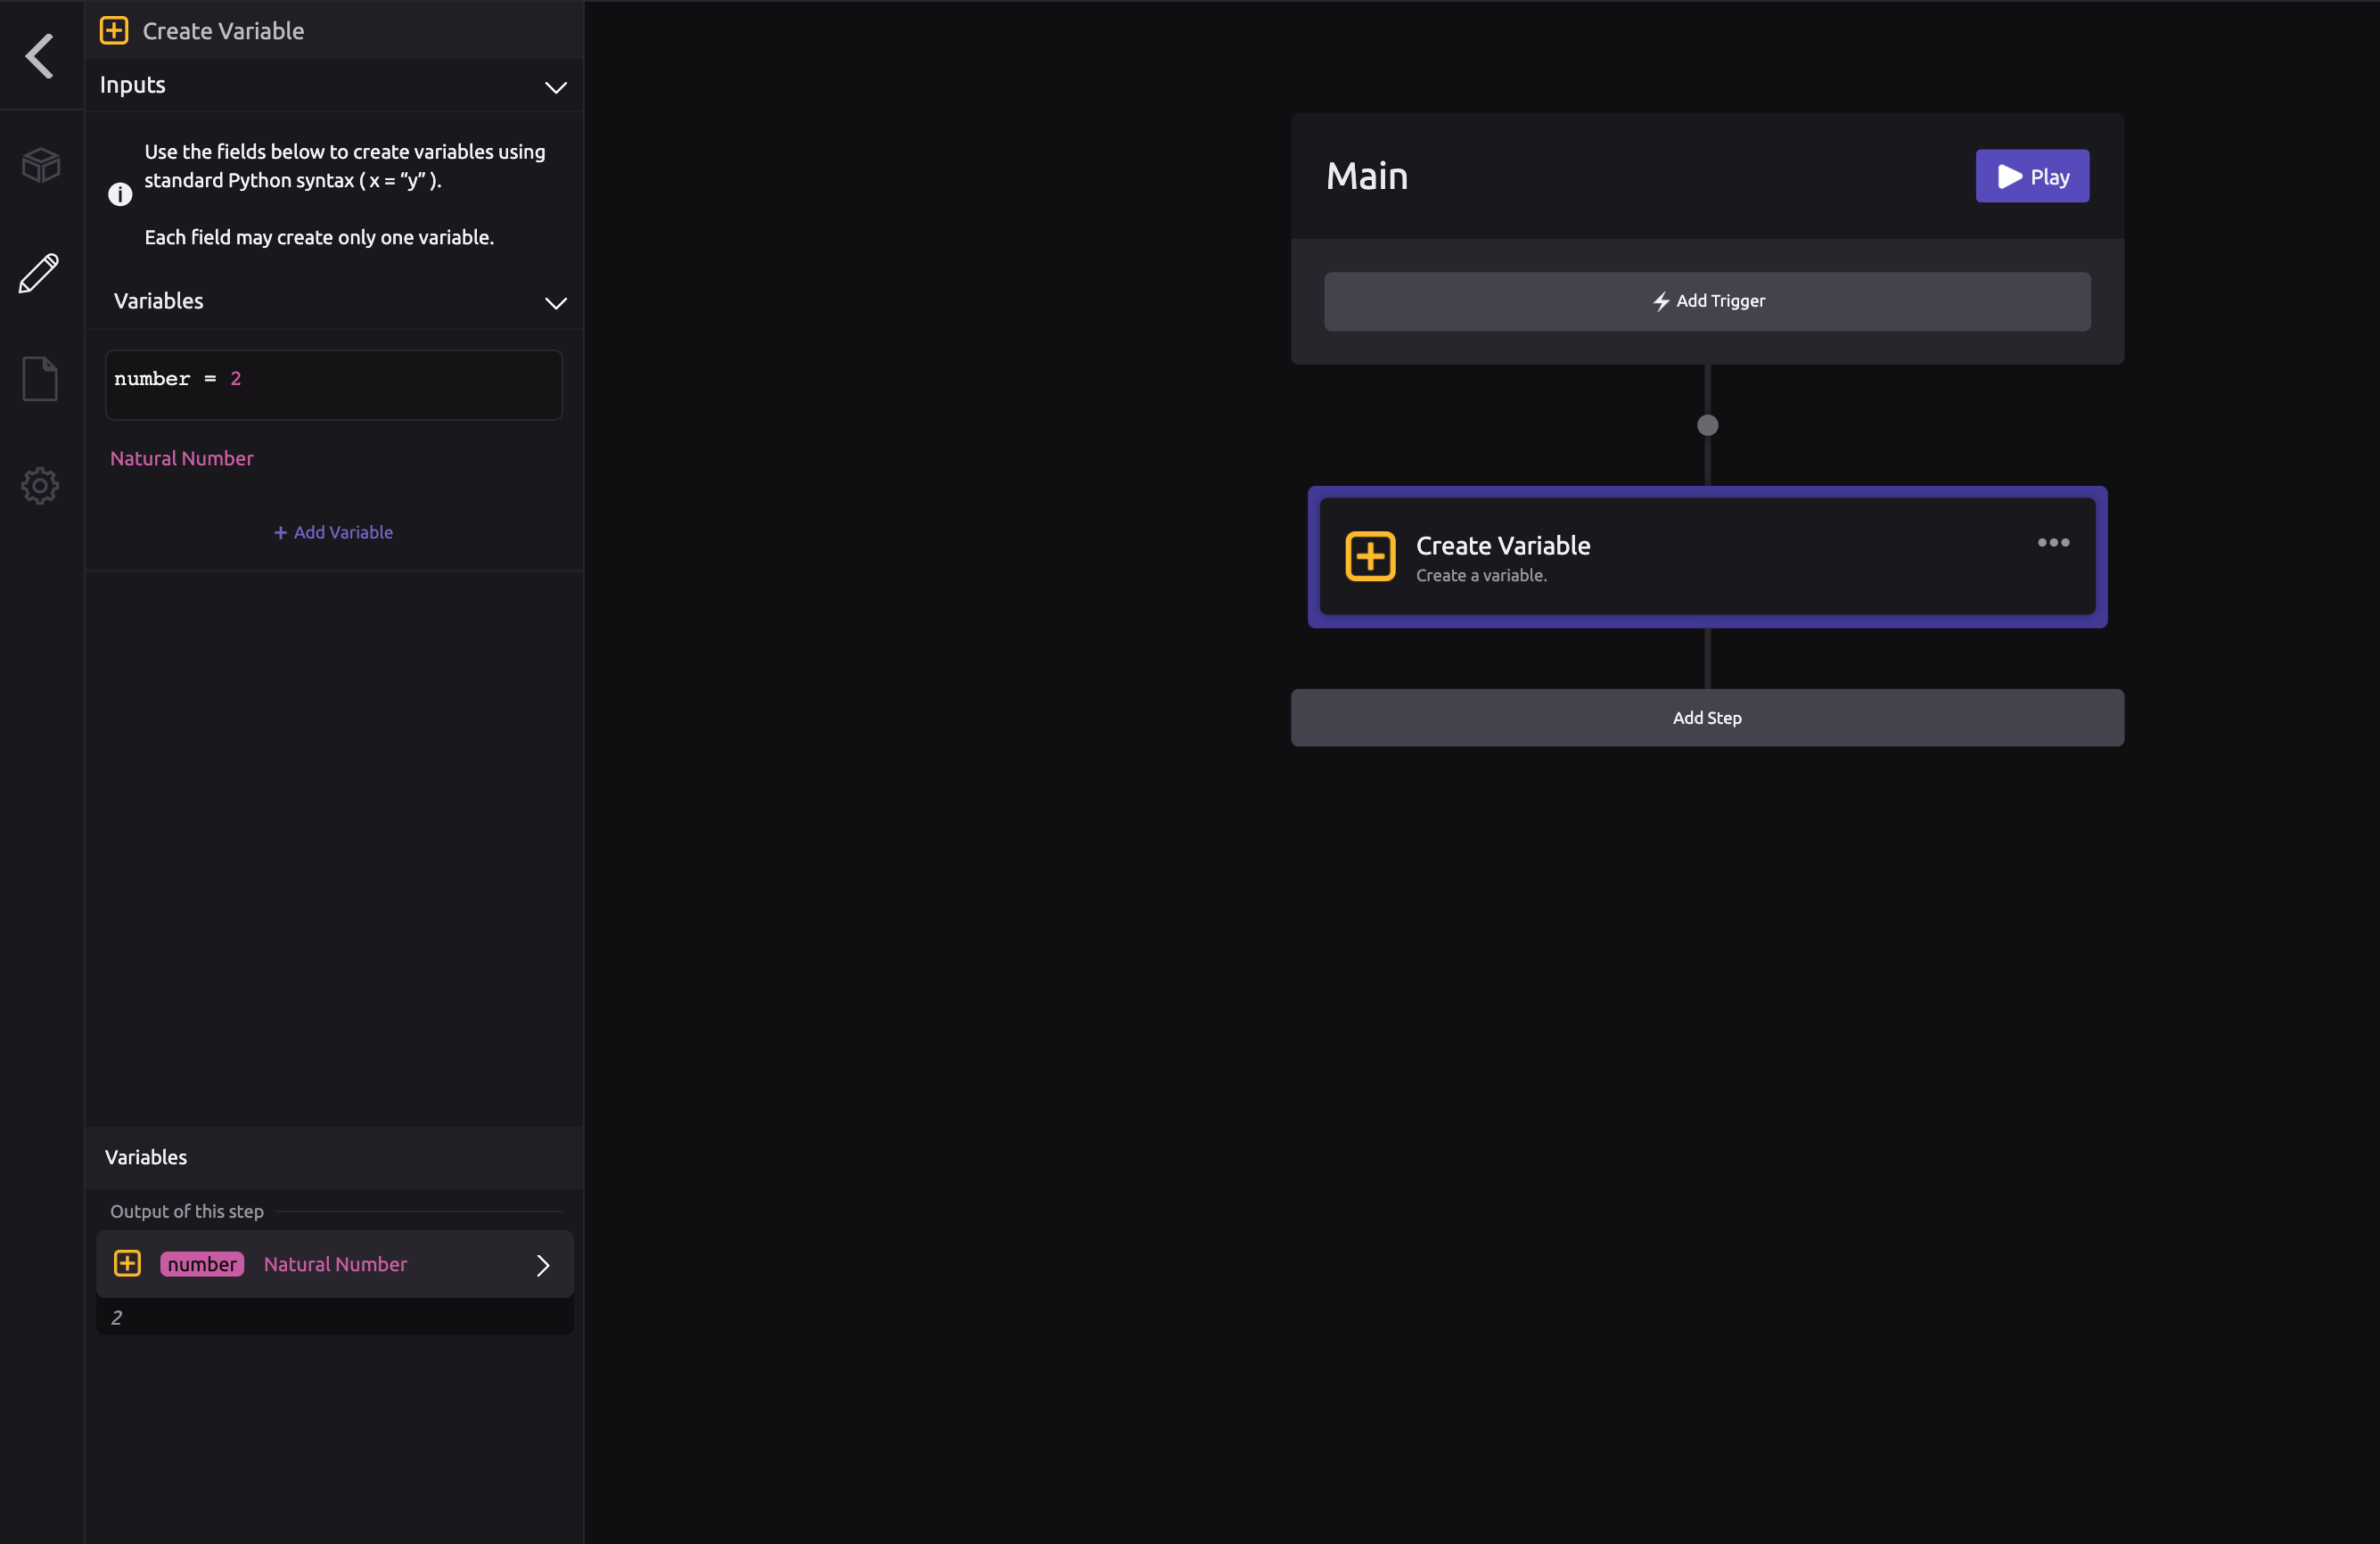 Create Variable
Inputs
Use the fields below to create variables using
standard Python syntax ( x = “y” ).
Each field may create only one variable.
Variables
number = 2
Natural Number
+ Add Variable
Variables
Output of this step
number Natural Number
2
Main
Play
Add Trigger
Create Variable
Create a variable.
Add Step